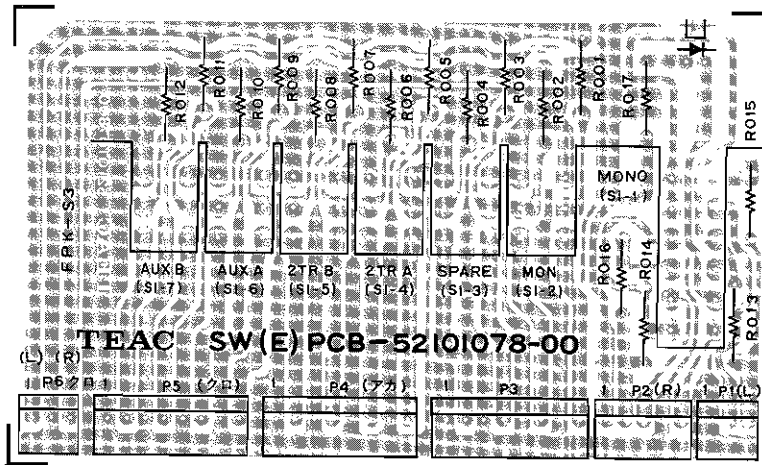 R012
R011
R010
R009
R008
R007
R006
R005
R004
R003
R002
R001
R017
R015
FPK-S3
MONO
(S1-1)
AUX B
(S1-7)
AUX A
(S1-6)
2TR B
(S1-5)
2TR A
(S1-4)
SPARE
(S1-3)
MON
(S1-2)
R016
R014
R013
TEAC SW(E) PCB-52101078-00
(L) (R)
1 P6 クロ
1 P5 (クロ)
1 P4 (アカ)
1 P3
1 P2(R)
1 P1(L)